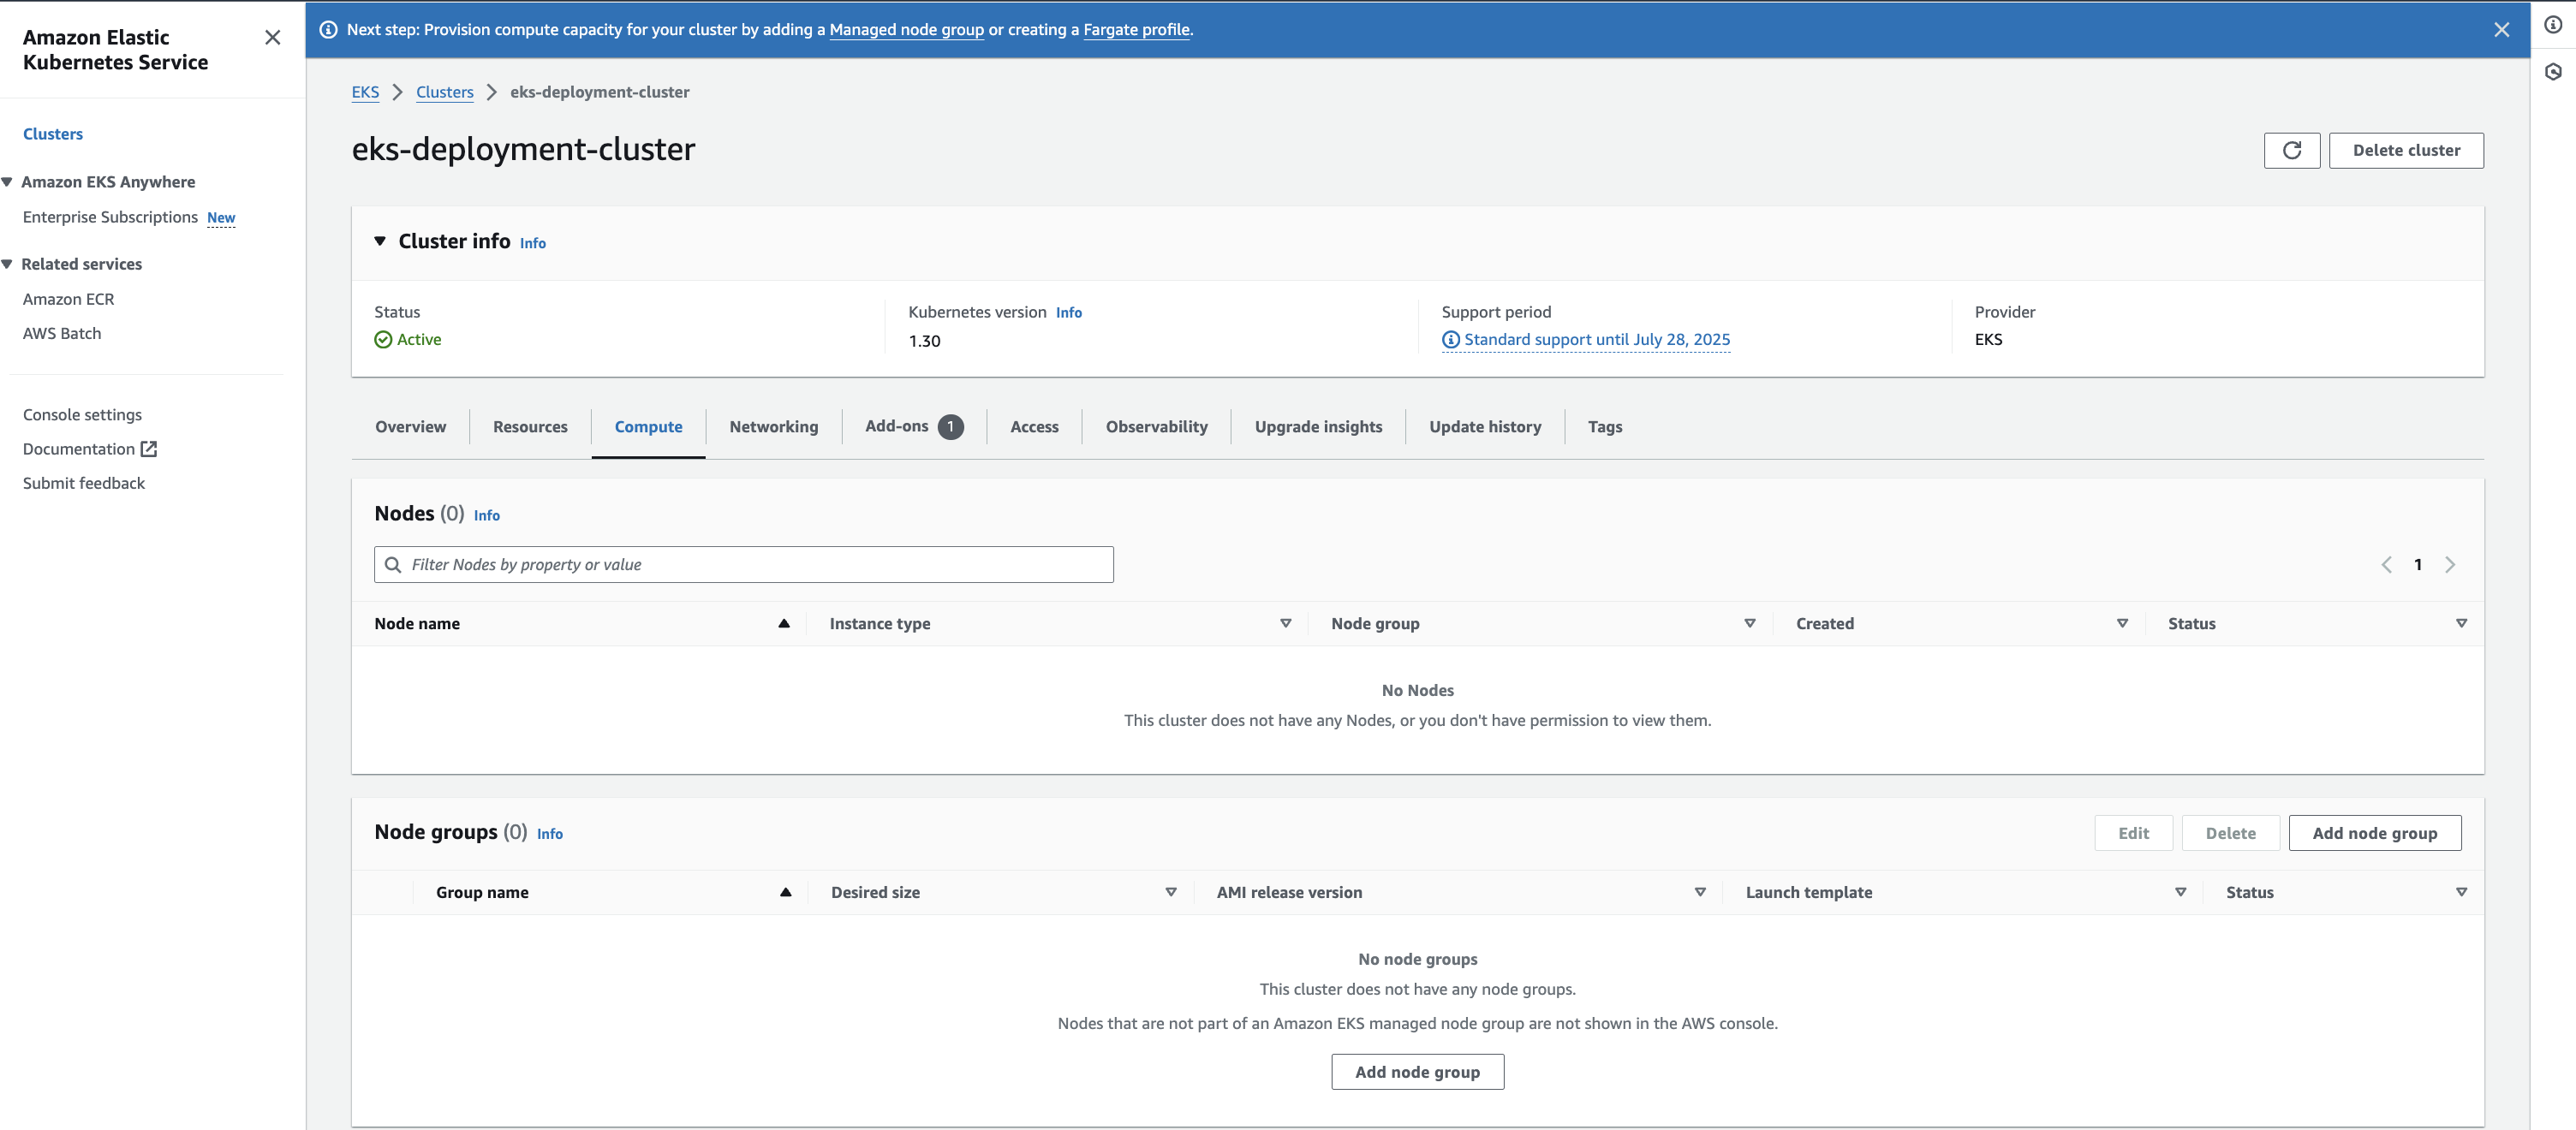 Amazon Elastic
Kubernetes Service
Clusters
Amazon EKS Anywhere
Enterprise Subscriptions New
Related services
Amazon ECR
AWS Batch
Console settings
Documentation
Submit feedback
Next step: Provision compute capacity for your cluster by adding a Managed node group or creating a Fargate profile.
EKS > Clusters > eks-deployment-cluster
eks-deployment-cluster
Delete cluster
Cluster info Info
Status
Active
Kubernetes version Info
1.30
Support period
Standard support until July 28, 2025
Provider
EKS
Overview Resources Compute Networking Add-ons 1 Access Observability Upgrade insights Update history Tags
Nodes (0) Info
Filter Nodes by property or value
1
Node name Instance type Node group Created Status
No Nodes
This cluster does not have any Nodes, or you don't have permission to view them.
Node groups (0) Info
Edit Delete Add node group
Group name Desired size AMI release version Launch template Status
No node groups
This cluster does not have any node groups.
Nodes that are not part of an Amazon EKS managed node group are not shown in the AWS console.
Add node group